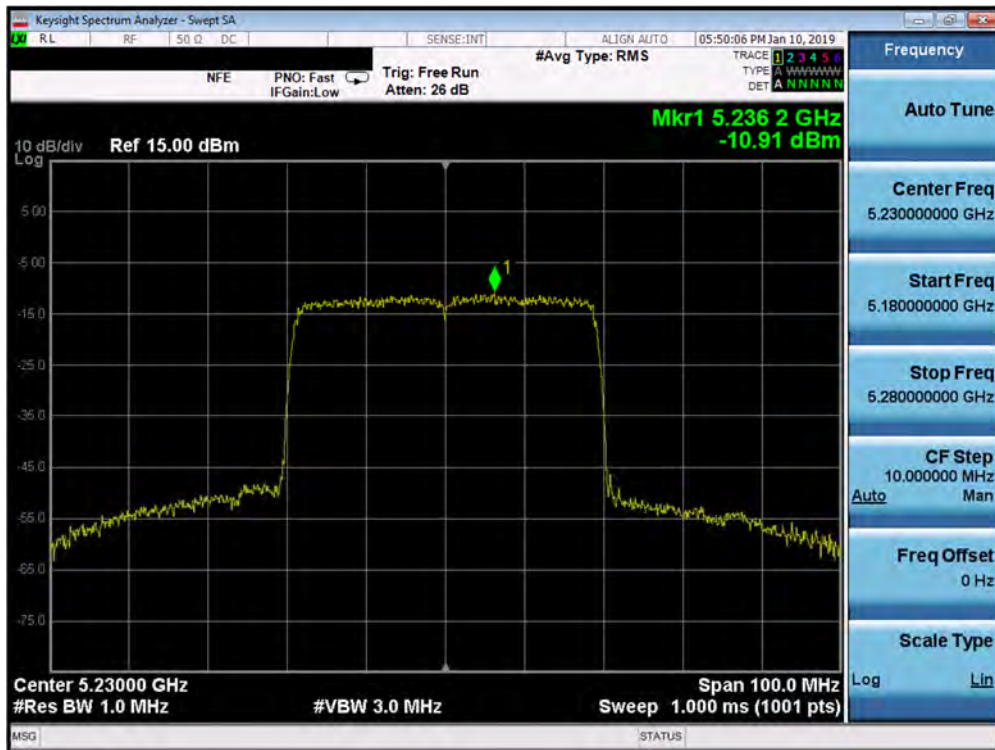 Keysight Spectrum Analyzer - Swept SA
LXI RL RF 50 Ω DC SENSE:INT ALIGN AUTO 05:50:06 PM Jan 10, 2019
NFE PNO: Fast IFGain:Low Trig: Free Run Atten: 26 dB #Avg Type: RMS
TRACE 1 2 3 4 5 6
TYPE A WWWWW
DET A N N N N N
Mkr1 5.236 2 GHz
-10.91 dBm
10 dB/div Ref 15.00 dBm
Log
5.00
-5.00
-15.0
-25.0
-35.0
-45.0
-55.0
-65.0
-75.0
1
Center 5.23000 GHz Span 100.0 MHz
#Res BW 1.0 MHz #VBW 3.0 MHz Sweep 1.000 ms (1001 pts)
MSG STATUS
Frequency
Auto Tune
Center Freq
5.230000000 GHz
Start Freq
5.180000000 GHz
Stop Freq
5.280000000 GHz
CF Step
10.000000 MHz
Auto Man
Freq Offset
0 Hz
Scale Type
Log Lin